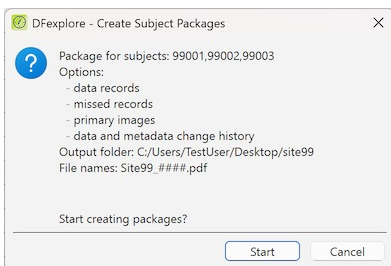 DFexplore - Create Subject Packages
Package for subjects: 99001,99002,99003
Options:
- data records
- missed records
- primary images
- data and metadata change history
Output folder: C:/Users/TestUser/Desktop/site99
File names: Site99_####.pdf
Start creating packages?
Start
Cancel